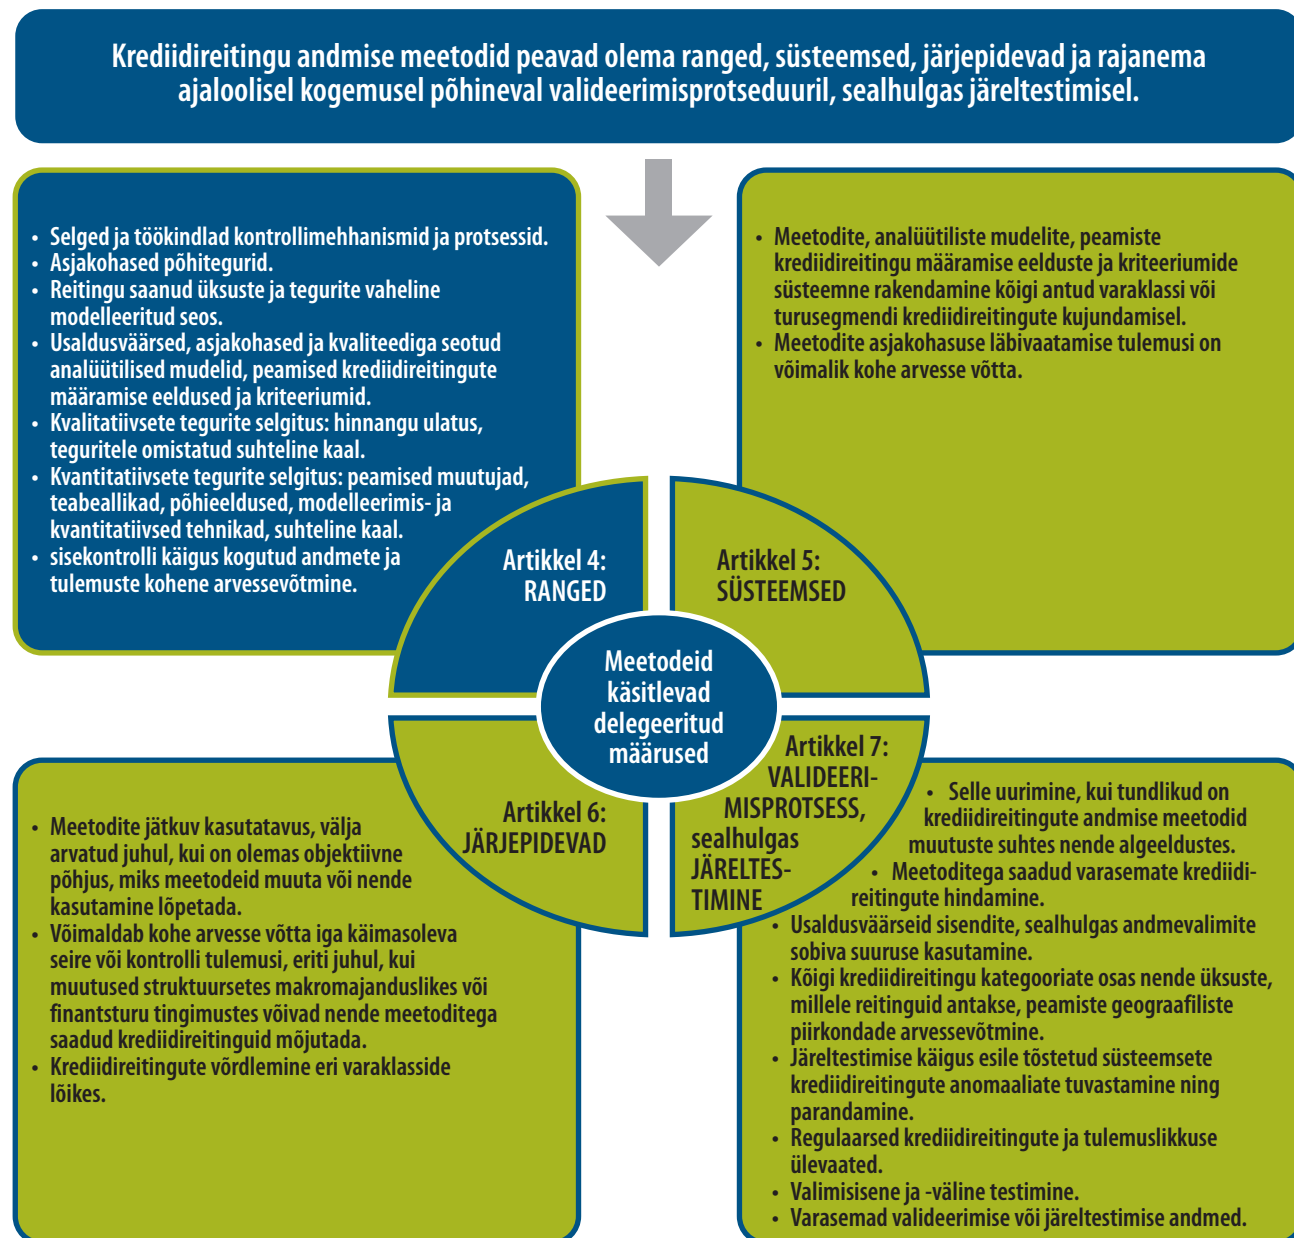 Krediidireitingu andmise meetodid peavad olema ranged, süsteemsed, järjepidevad ja rajanema
ajaloolisel kogemusel põhineval valideerimisprotseduuril, sealhulgas järeltestimisel.
• Selged ja töökindlad kontrollimehhanismid ja protsessid.
• Asjakohased põhitegurid.
• Reitingu saanud üksuste ja tegurite vaheline
modelleeritud seos.
• Usaldusväärsed, asjakohased ja kvaliteediga seotud
analüütilised mudelid, peamised krediidireitingute
määramise eeldused ja kriteeriumid.
• Kvalitatiivsete tegurite selgitus: hinnangu ulatus,
teguritele omistatud suhteline kaal.
• Kvantitatiivsete tegurite selgitus: peamised muutujad,
teabeallikad, põhieeldused, modelleerimis- ja
kvantitatiivsed tehnikad, suhteline kaal.
• sisekontrolli käigus kogutud andmete ja
tulemuste kohene arvessevõtmine.
Artikkel 4:
RANGED
• Meetodite, analüütiliste mudelite, peamiste
krediidireitingu määramise eelduste ja kriteeriumide
süsteemne rakendamine kõigi antud varaklassi või
turusegmendi krediidireitingute kujundamisel.
• Meetodite asjakohasuse läbivaatamise tulemusi on
võimalik kohe arvesse võtta.
Artikkel 5:
SÜSTEEMSED
Meetodeid
käsitlevad
delegeeritud
määrused
• Meetodite jätkuv kasutatavus, välja
arvatud juhul, kui on olemas objektiivne
põhjus, miks meetodeid muuta või nende
kasutamine lõpetada.
• Võimaldab kohe arvesse võtta iga käimasoleva
seire või kontrolli tulemusi, eriti juhul, kui
muutused struktuursetes makromajanduslikes või
finantsturu tingimustes võivad nende meetoditega
saadud krediidireitinguid mõjutada.
• Krediidireitingute võrdlemine eri varaklasside
lõikes.
Artikkel 6:
JÄRJEPIDEVAD
Artikkel 7:
VALIDEERI-
MISPROTSESS,
sealhulgas
JÄRELTES-
TIMINE
• Selle uurimine, kui tundlikud on
krediidireitingute andmise meetodid
muutuste suhtes nende algeeldustes.
• Meetoditega saadud varasemate krediidi-
reitingute hindamine.
• Usaldusväärseid sisendite, sealhulgas andmevalimite
sobiva suuruse kasutamine.
• Kõigi krediidireitingu kategooriate osas nende üksuste,
millele reitinguid antakse, peamiste geograafiliste
piirkondade arvessevõtmine.
• Järeltestimise käigus esile tõstetud süsteemsete
krediidireitingute anomaaliate tuvastamine ning
parandamine.
• Regulaarsed krediidireitingute ja tulemuslikkuse
ülevaated.
• Valimisisene ja -väline testimine.
• Varasemad valideerimise või järeltestimise andmed.